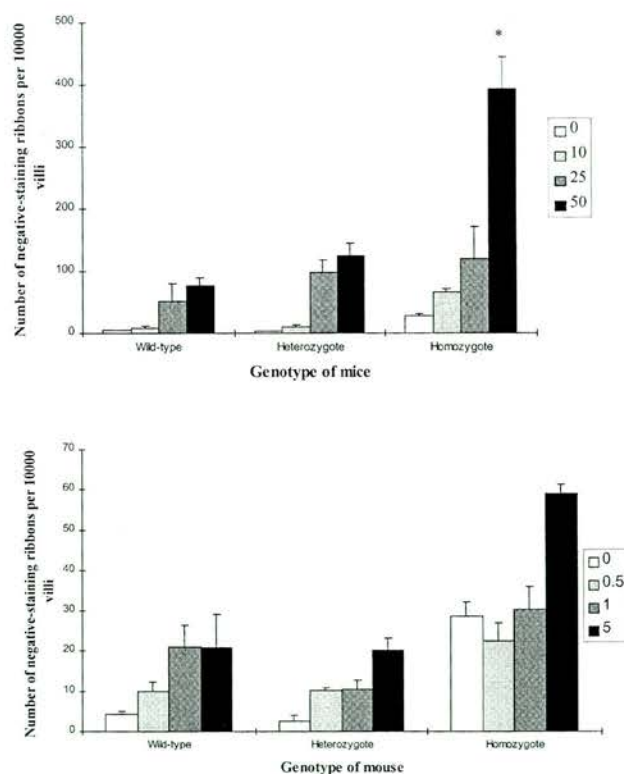 Number of negative-staining ribbons per 10000
villi
500
400
300
200
100
0
*
0
10
25
50
Wild-type
Heterozygote
Homozygote
Genotype of mice
Number of negative-staining ribbons per 10000
villi
70
60
50
40
30
20
10
0
0
0.5
1
5
Wild-type
Heterozygote
Homozygote
Genotype of mouse